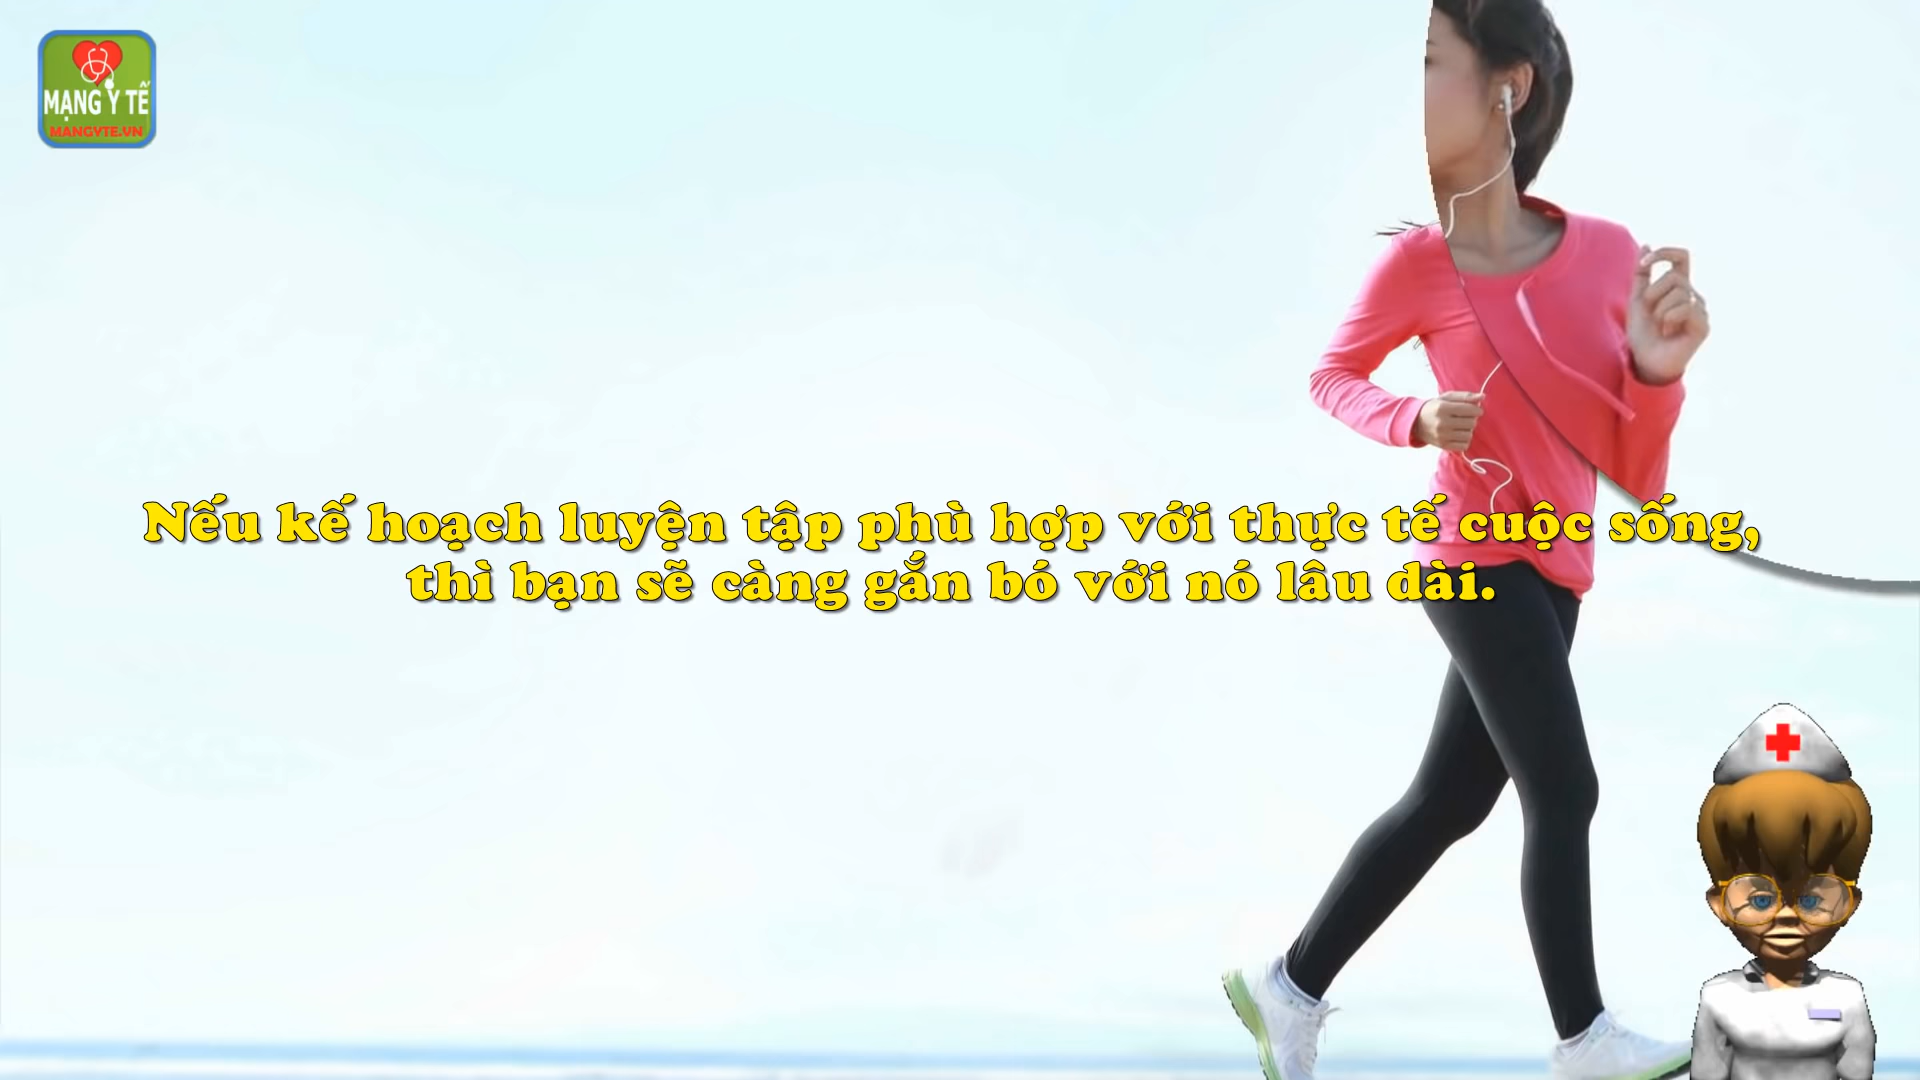 MẠNG Y TẾ
MANGYTE.VN
Nếu kế hoạch luyện tập phù hợp với thực tế cuộc sống,
thì bạn sẽ càng gắn bó với nó lâu dài.